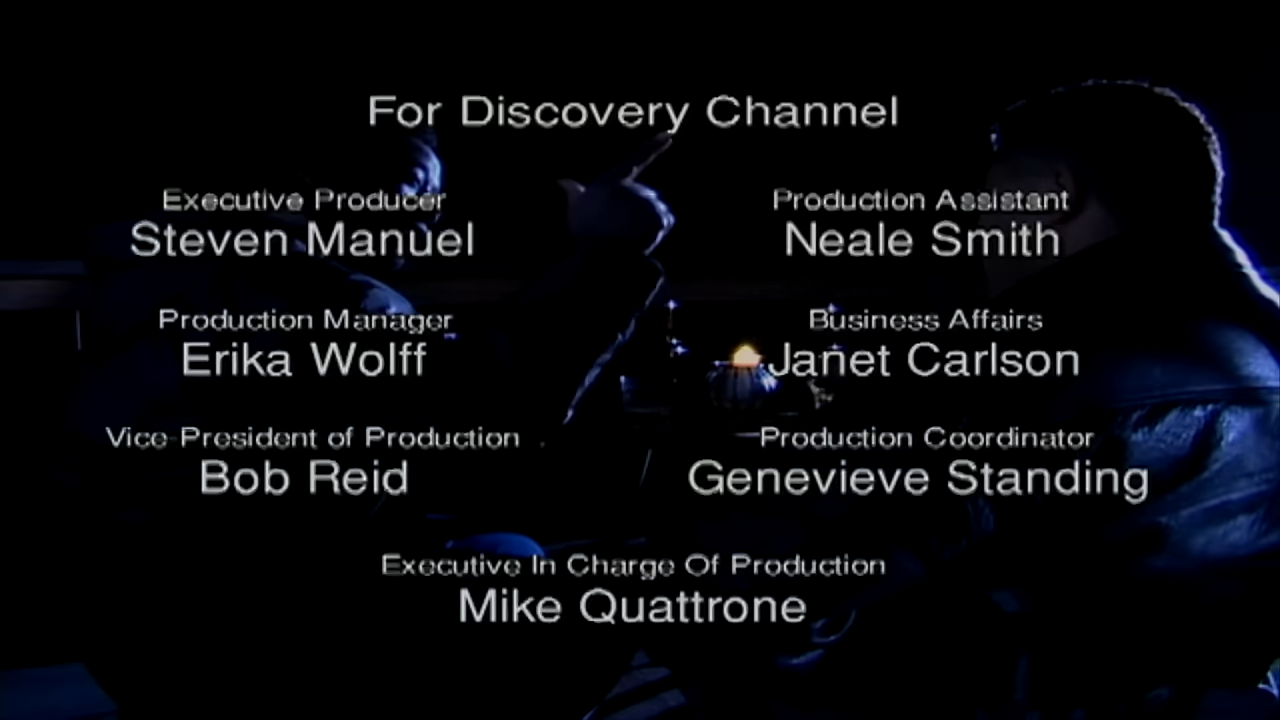 For Discovery Channel
Executive Producer
Steven Manuel
Production Assistant
Neale Smith
Production Manager
Erika Wolff
Business Affairs
Janet Carlson
Vice President of Production
Bob Reid
Production Coordinator
Genevieve Standing
Executive In Charge Of Production
Mike Quattrone